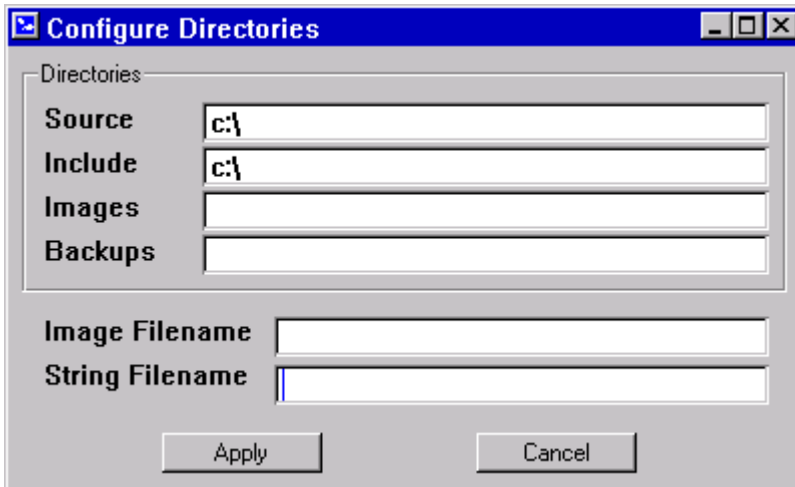 Configure Directories
Directories
Source c:\
Include c:\
Images
Backups
Image Filename
String Filename
Apply Cancel